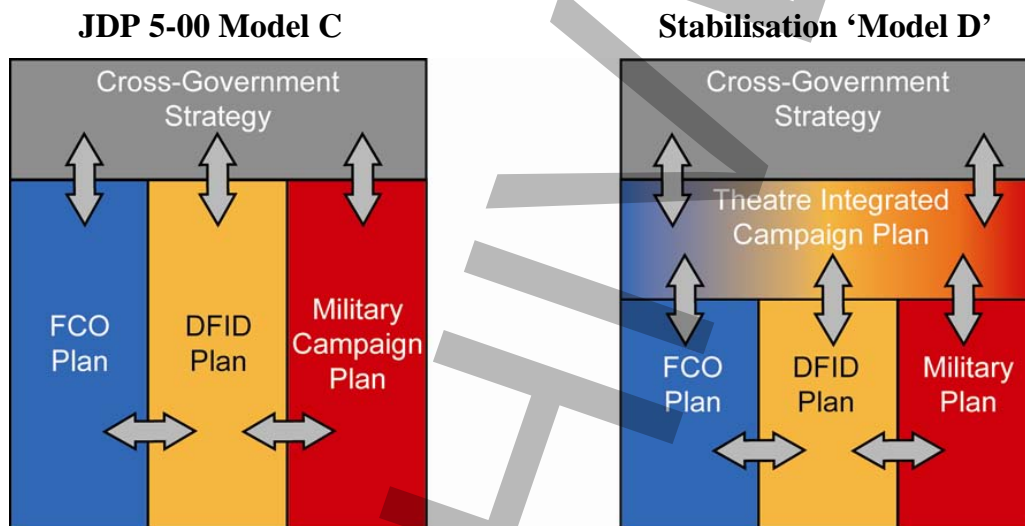 JDP 5-00 Model C
Cross-Government
Strategy
FCO
Plan
DFID
Plan
Military
Campaign
Plan
Stabilisation ‘Model D’
Cross-Government
Strategy
Theatre Integrated
Campaign Plan
FCO
Plan
DFID
Plan
Military
Plan